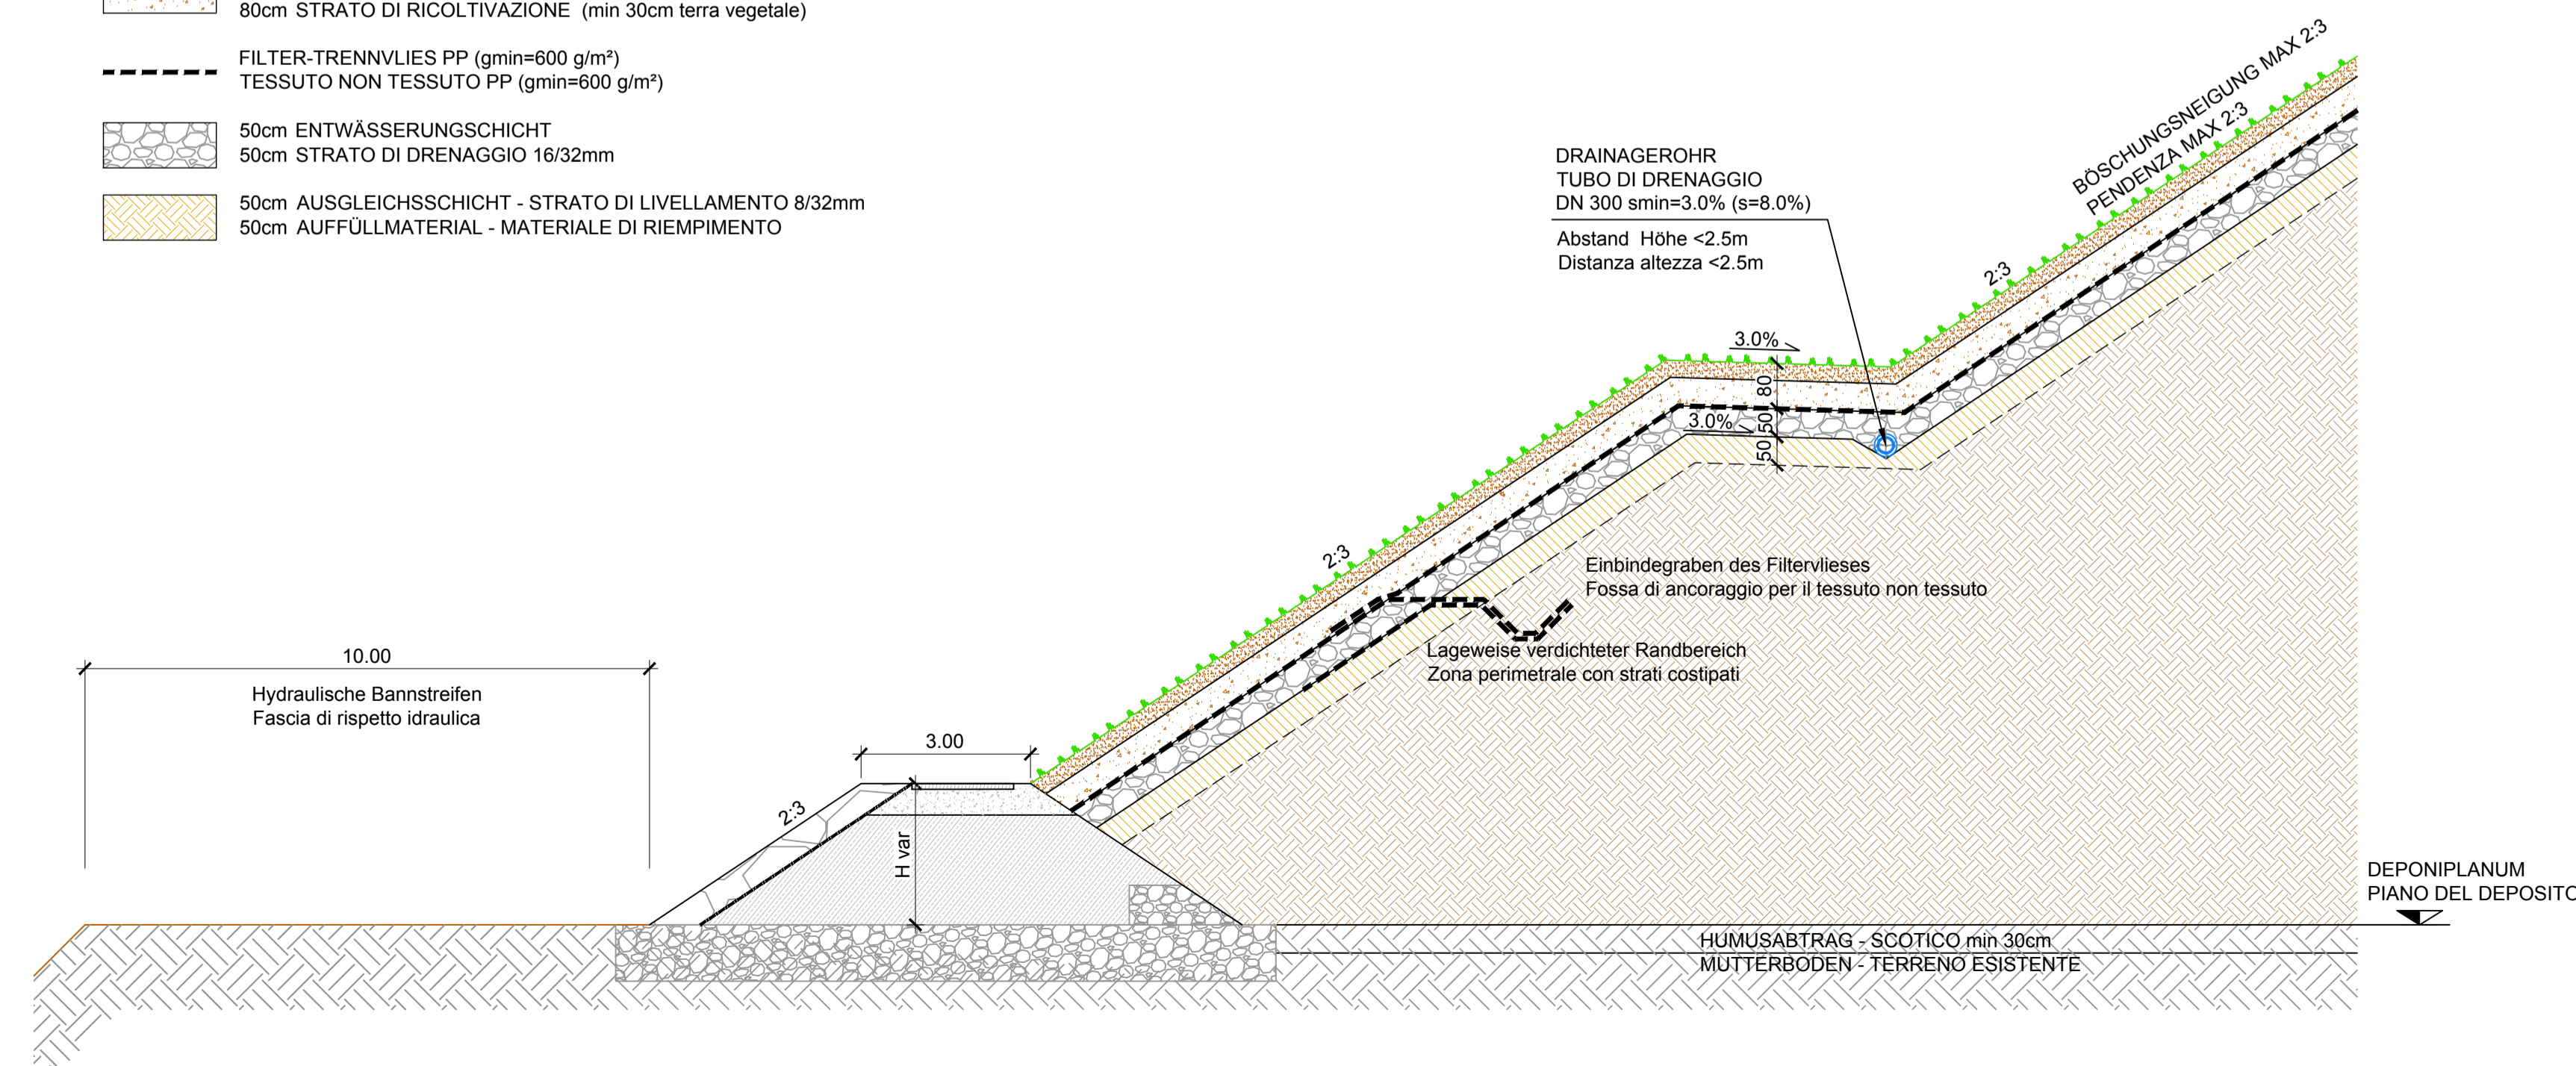 80cm STRATO DI RICOLTIVAZIONE (min 30cm terra vegetale)
FILTER-TRENNVLIES PP (gmin=600 g/m²)
TESSUTO NON TESSUTO PP (gmin=600 g/m²)
50cm ENTWÄSSERUNGSCHICHT
50cm STRATO DI DRENAGGIO 16/32mm
50cm AUSGLEICHSSCHICHT - STRATO DI LIVELLAMENTO 8/32mm
50cm AUFFÜLLMATERIAL - MATERIALE DI RIEMPIMENTO
BÖSCHUNGSNEIGUNG MAX 2:3
PENDENZA MAX 2:3
DRAINAGEROHR
TUBO DI DRENAGGIO
DN 300 smin=3.0% (s=8.0%)
Abstand Höhe <2.5m
Distanza altezza <2.5m
2:3
3.0%
80
3.0%
50
50
2:3
Einbindegraben des Filtervlieses
Fossa di ancoraggio per il tessuto non tessuto
Lageweise verdichteter Randbereich
Zona perimetrale con strati costipati
10.00
Hydraulische Bannstreifen
Fascia di rispetto idraulica
3.00
2:3
H var
DEPONIPLANUM
PIANO DEL DEPOSITO
HUMUSABTRAG - SCOTICO min 30cm
MUTTERBODEN - TERRENO ESISTENTE